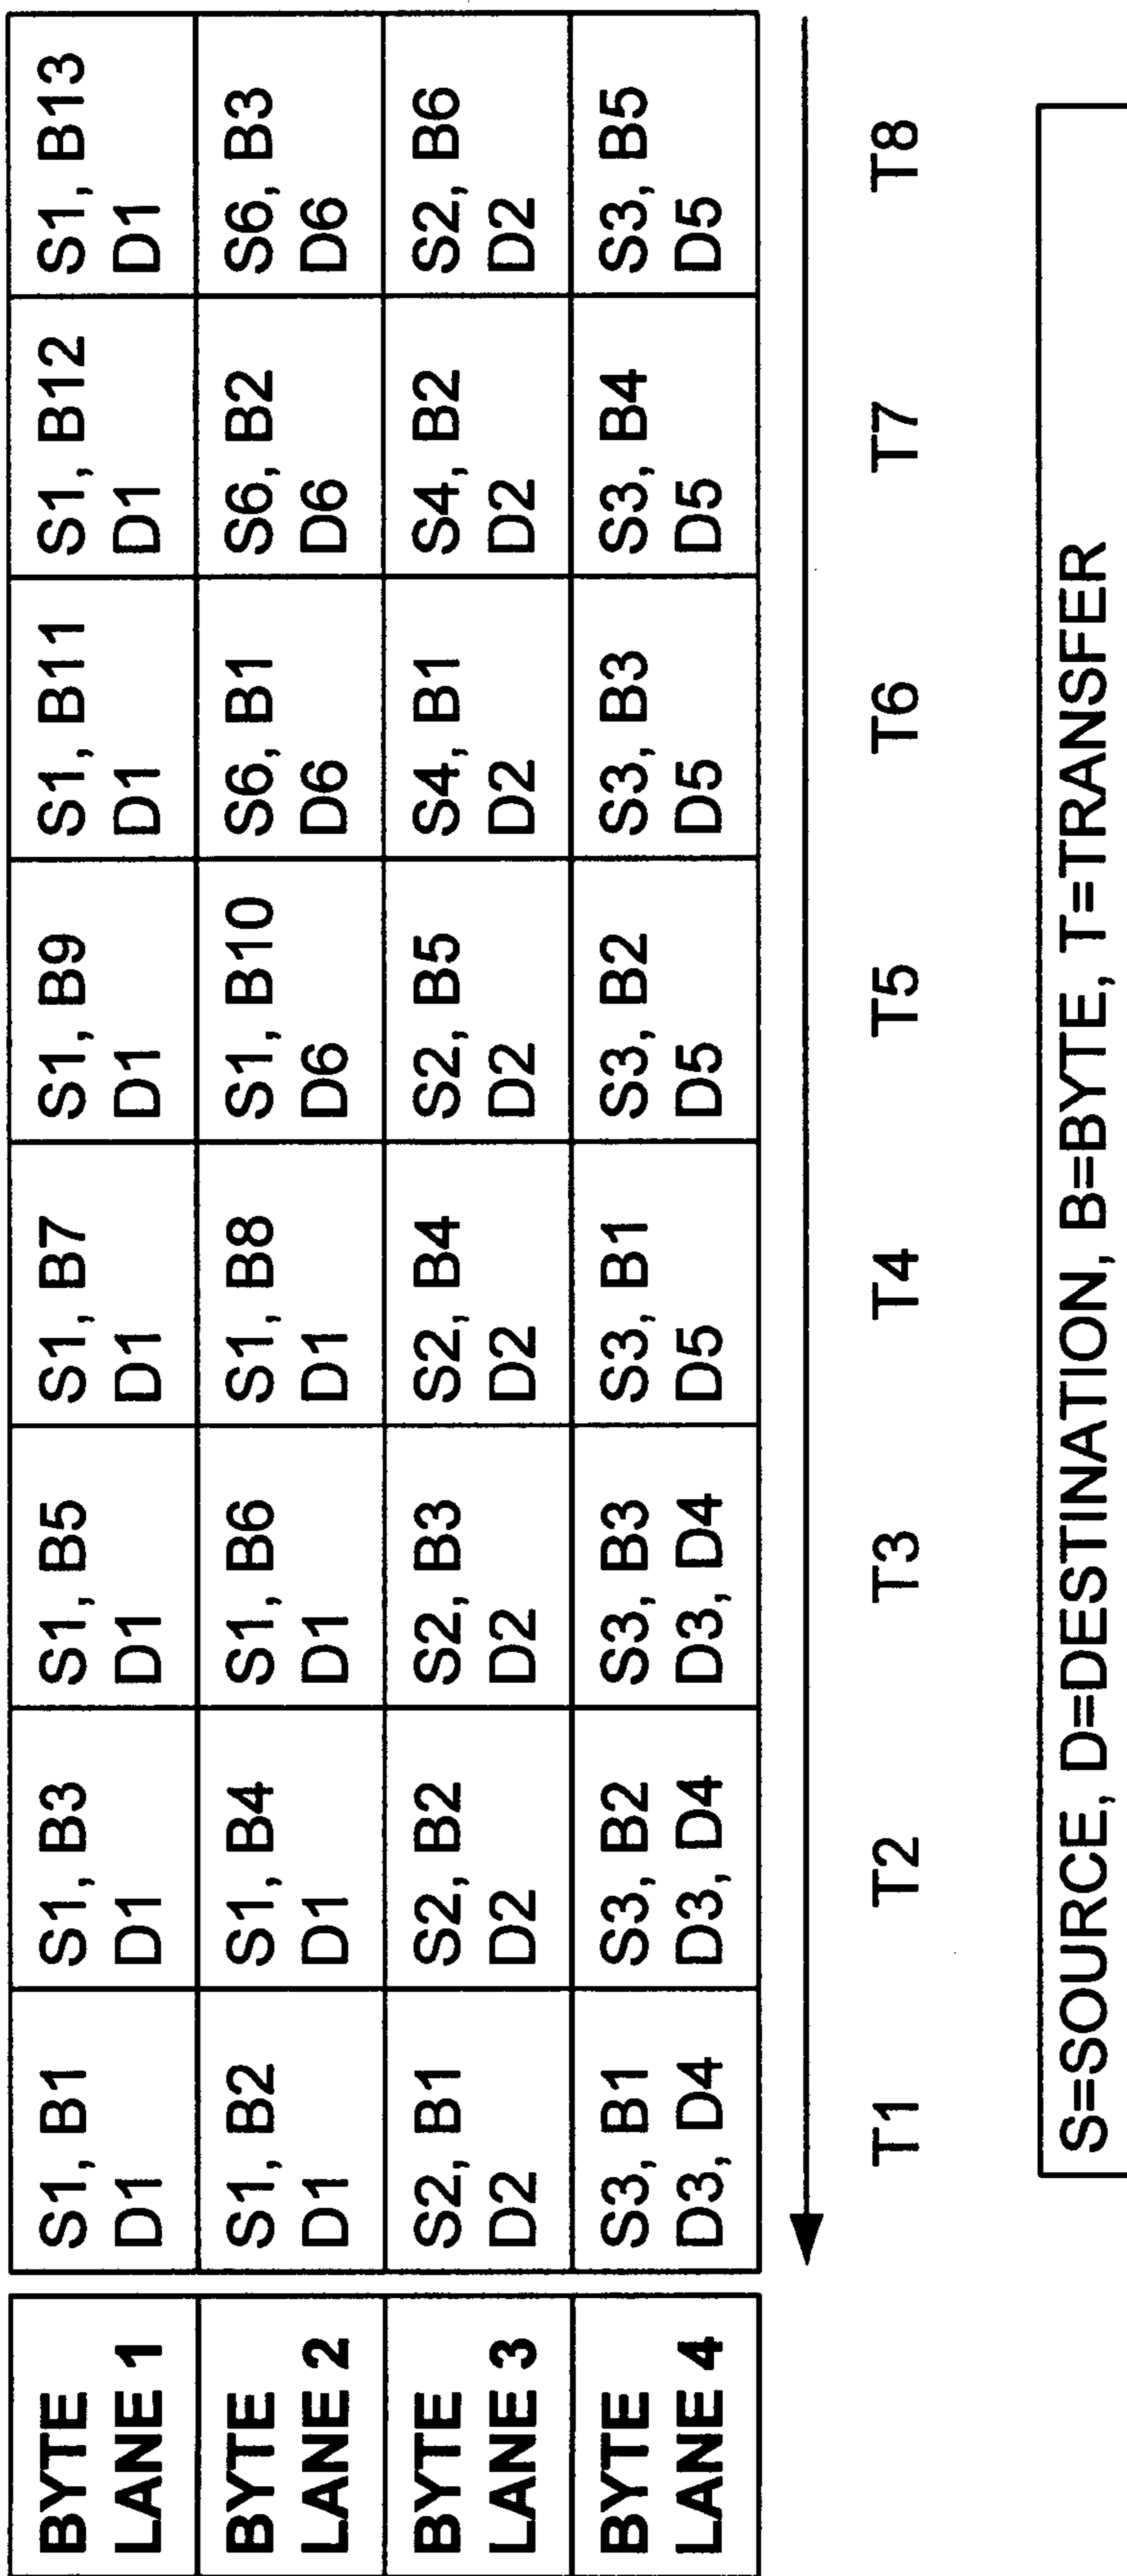 BYTE
LANE 1
S1, B1
D1
S1, B3
D1
S1, B5
D1
S1, B7
D1
S1, B9
D1
S1, B11
D1
S1, B12
D1
S1, B13
D1
BYTE
LANE 2
S1, B2
D1
S1, B4
D1
S1, B6
D1
S1, B8
D1
S1, B10
D6
S6, B1
D6
S6, B2
D6
S6, B3
D6
BYTE
LANE 3
S2, B1
D2
S2, B2
D2
S2, B3
D2
S2, B4
D2
S2, B5
D2
S4, B1
D2
S4, B2
D2
S2, B6
D2
BYTE
LANE 4
S3, B1
D3, D4
S3, B2
D3, D4
S3, B3
D3, D4
S3, B1
D5
S3, B2
D5
S3, B3
D5
S3, B4
D5
S3, B5
D5
T1 T2 T3 T4 T5 T6 T7 T8
S=SOURCE, D=DESTINATION, B=BYTE, T=TRANSFER